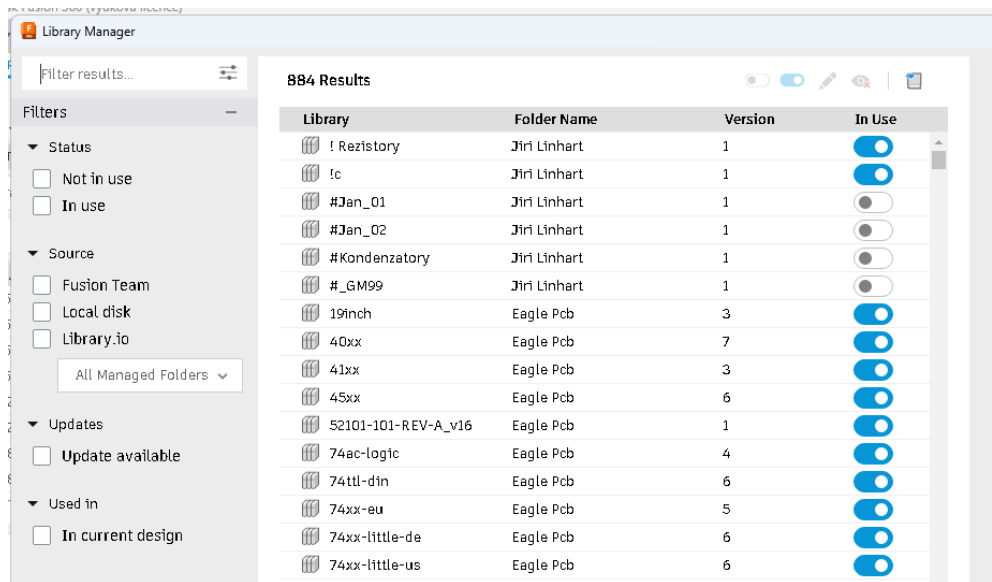 sk Fusion 360 (výuková licence)
Library Manager
Filter results...
884 Results
Filters
Library Folder Name Version In Use
Status
Not in use
In use
Source
Fusion Team
Local disk
Library.io
All Managed Folders
Updates
Update available
Used in
In current design
! Rezistory Jiri Linhart 1
!c Jiri Linhart 1
#Jan_01 Jiri Linhart 1
#Jan_02 Jiri Linhart 1
#Kondenzatory Jiri Linhart 1
#_GM99 Jiri Linhart 1
19inch Eagle Pcb 3
40xx Eagle Pcb 7
41xx Eagle Pcb 3
45xx Eagle Pcb 6
52101-101-REV-A_v16 Eagle Pcb 1
74ac-logic Eagle Pcb 4
74ttl-din Eagle Pcb 6
74xx-eu Eagle Pcb 5
74xx-little-de Eagle Pcb 6
74xx-little-us Eagle Pcb 6